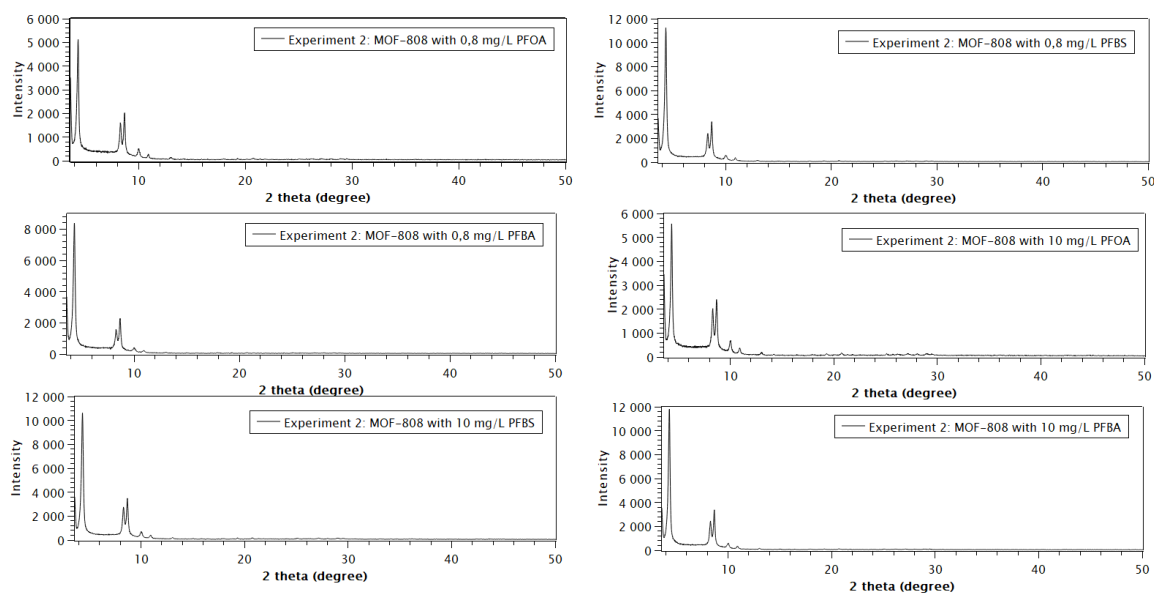 6 000
5 000
4 000
3 000
2 000
1 000
0
Intensity
Experiment 2: MOF-808 with 0,8 mg/L PFOA
10 20 30 40 50
2 theta (degree)
12 000
10 000
8 000
6 000
4 000
2 000
0
Intensity
Experiment 2: MOF-808 with 0,8 mg/L PFBS
10 20 30 40 50
2 theta (degree)
8 000
6 000
4 000
2 000
0
Intensity
Experiment 2: MOF-808 with 0,8 mg/L PFBA
10 20 30 40 50
2 theta (degree)
6 000
5 000
4 000
3 000
2 000
1 000
0
Intensity
Experiment 2: MOF-808 with 10 mg/L PFOA
10 20 30 40 50
2 theta (degree)
12 000
10 000
8 000
6 000
4 000
2 000
0
Intensity
Experiment 2: MOF-808 with 10 mg/L PFBS
10 20 30 40 50
2 theta (degree)
12 000
10 000
8 000
6 000
4 000
2 000
0
Intensity
Experiment 2: MOF-808 with 10 mg/L PFBA
10 20 30 40 50
2 theta (degree)